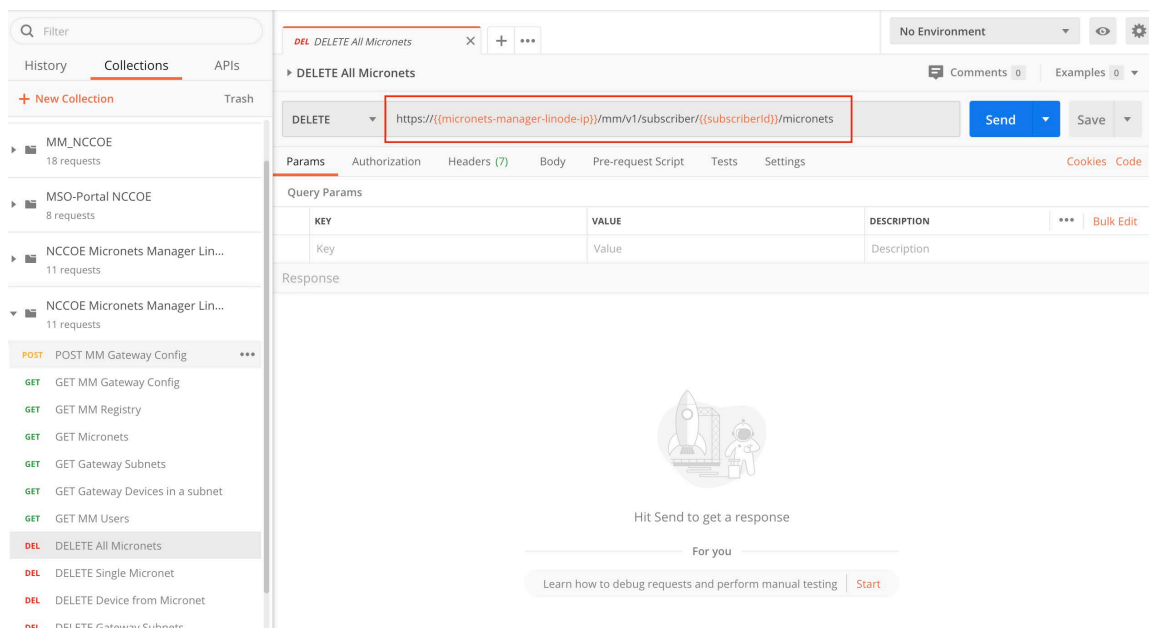 Filter
History Collections APIs
+ New Collection Trash
MM_NCCOE
18 requests
MSO-Portal NCCOE
8 requests
NCCOE Micronets Manager Lin...
11 requests
NCCOE Micronets Manager Lin...
11 requests
POST POST MM Gateway Config
GET GET MM Gateway Config
GET GET MM Registry
GET GET Micronets
GET GET Gateway Subnets
GET GET Gateway Devices in a subnet
GET GET MM Users
DEL DELETE All Micronets
DEL DELETE Single Micronet
DEL DELETE Device from Micronet
DEL DELETE Gateway Subnets
DEL DELETE All Micronets
No Environment
DELETE All Micronets
Comments 0 Examples 0
DELETE https://{{micronets-manager-linode-ip}}/mm/v1/subscriber/{{subscriberId}}/micronets Send Save
Params Authorization Headers (7) Body Pre-request Script Tests Settings Cookies Code
Query Params
KEY VALUE DESCRIPTION Bulk Edit
Key Value Description
Response
Hit Send to get a response
For you
Learn how to debug requests and perform manual testing Start